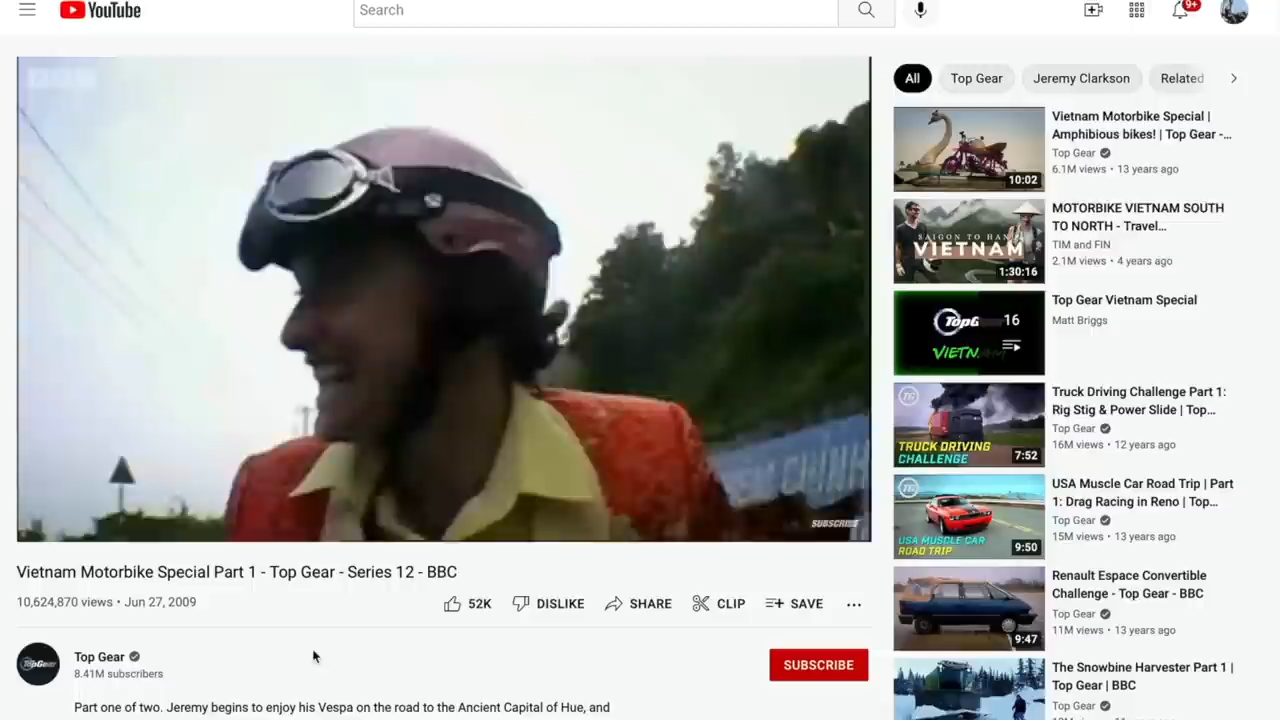 YouTube
Search
9+
All
Top Gear
Jeremy Clarkson
Related
SUBSCRIBE
Vietnam Motorbike Special Part 1 - Top Gear - Series 12 - BBC
10,624,870 views • Jun 27, 2009
52K
DISLIKE
SHARE
CLIP
SAVE
Top Gear
8.41M subscribers
SUBSCRIBE
Part one of two. Jeremy begins to enjoy his Vespa on the road to the Ancient Capital of Hue, and
10:02
Vietnam Motorbike Special |
Amphibious bikes! | Top Gear -...
Top Gear
6.1M views • 13 years ago
SAIGON TO HANOI
VIETNAM
1:30:16
MOTORBIKE VIETNAM SOUTH
TO NORTH - Travel...
TIM and FIN
2.1M views • 4 years ago
16
Top Gear Vietnam Special
Matt Briggs
TG
TRUCK DRIVING
CHALLENGE
7:52
Truck Driving Challenge Part 1:
Rig Stig & Power Slide | Top...
Top Gear
16M views • 12 years ago
TG
USA MUSCLE CAR
ROAD TRIP
9:50
USA Muscle Car Road Trip | Part
1: Drag Racing in Reno | Top...
Top Gear
15M views • 13 years ago
9:47
Renault Espace Convertible
Challenge - Top Gear - BBC
Top Gear
11M views • 13 years ago
The Snowbine Harvester Part 1 |
Top Gear | BBC
Top Gear